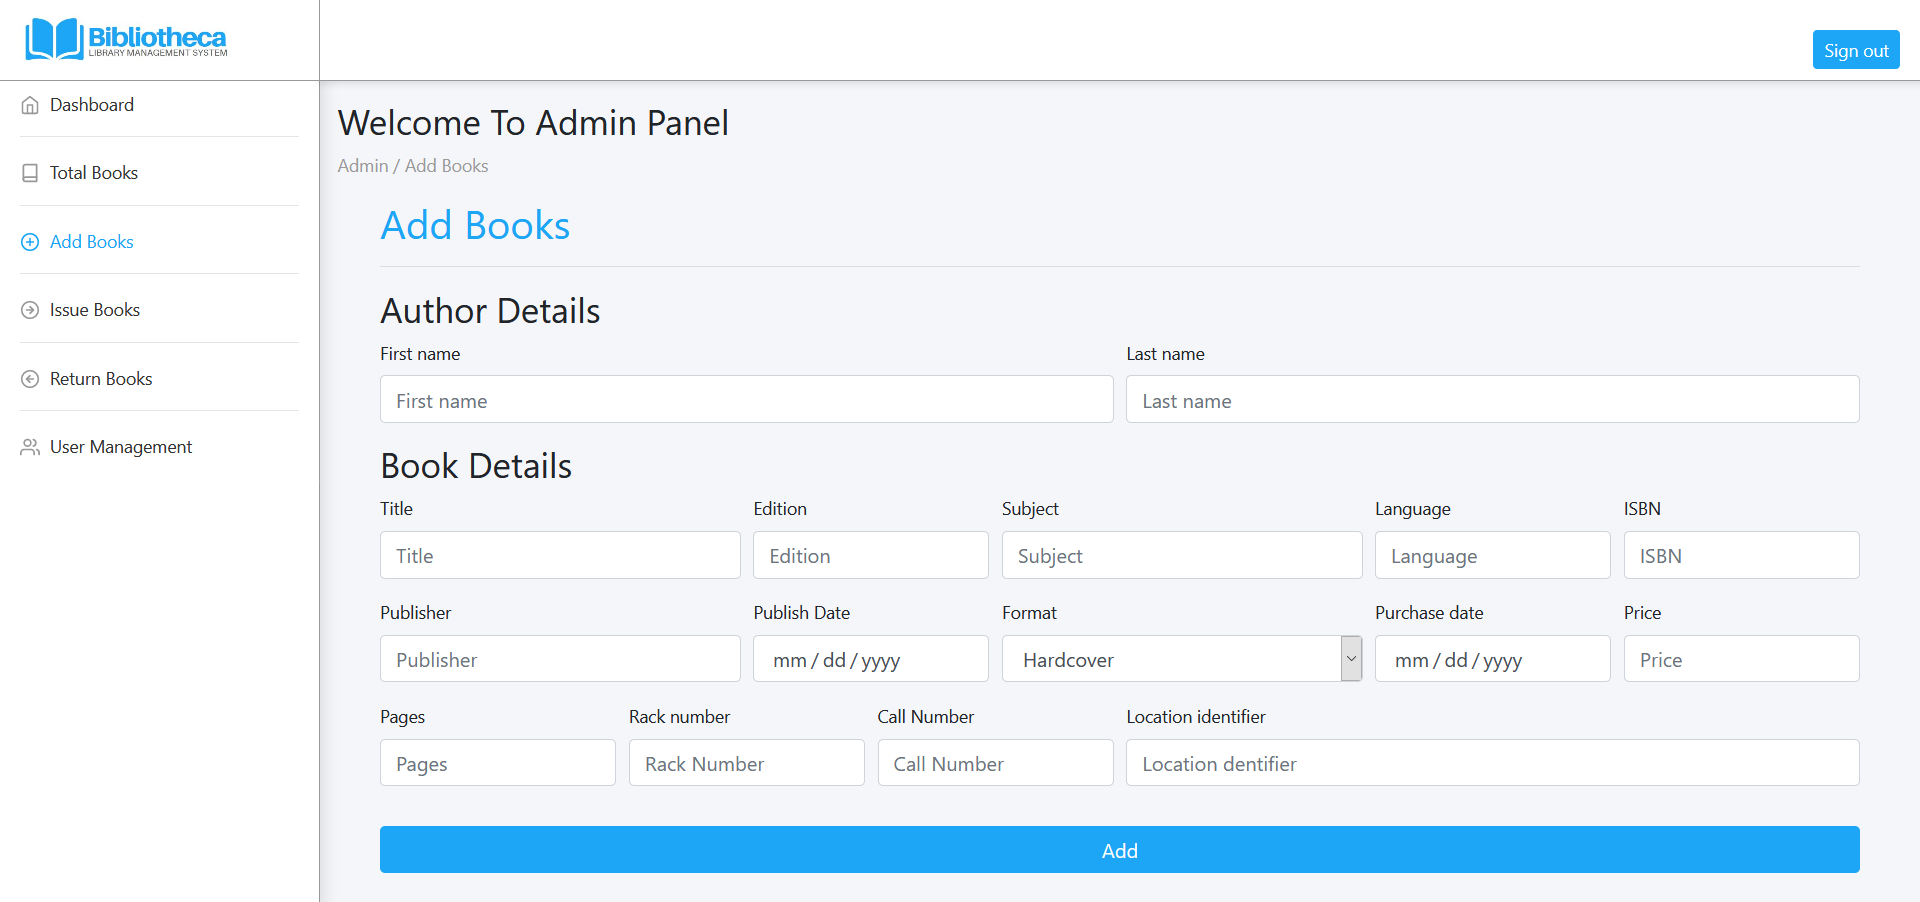 Bibliotheca
LIBRARY MANAGEMENT SYSTEM
Sign out
Dashboard
Total Books
Add Books
Issue Books
Return Books
User Management
Welcome To Admin Panel
Admin / Add Books
Add Books
Author Details
First name Last name
First name Last name
Book Details
Title Edition Subject Language ISBN
Title Edition Subject Language ISBN
Publisher Publish Date Format Purchase date Price
Publisher mm / dd / yyyy Hardcover mm / dd / yyyy Price
Pages Rack number Call Number Location identifier
Pages Rack Number Call Number Location dentifier
Add